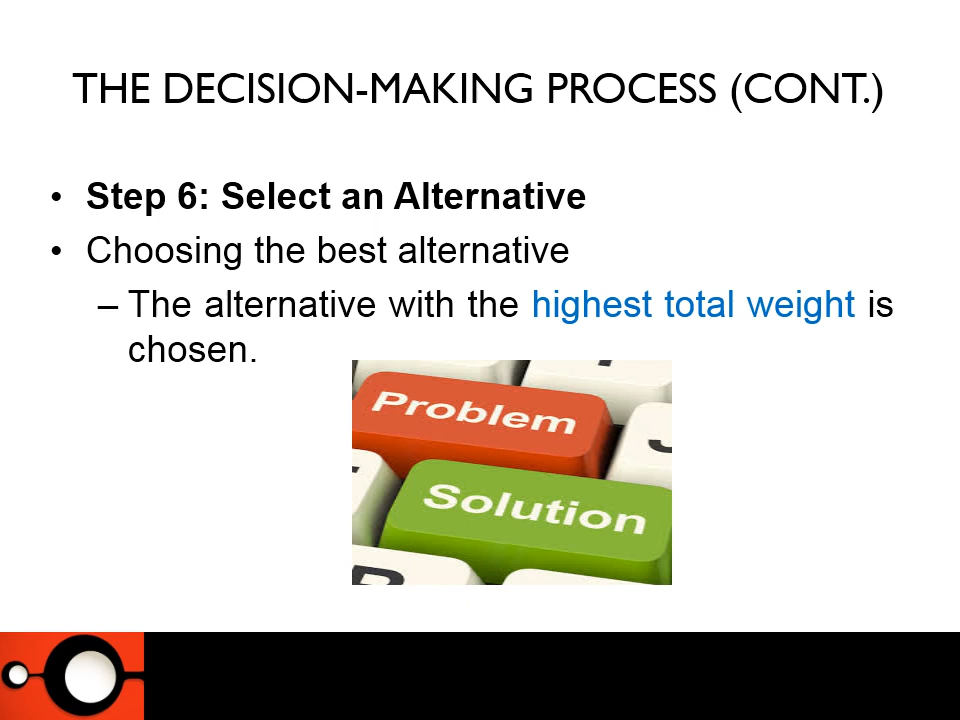 THE DECISION-MAKING PROCESS (CONT.)
• Step 6: Select an Alternative
• Choosing the best alternative
– The alternative with the highest total weight is
chosen.
Problem
Solution